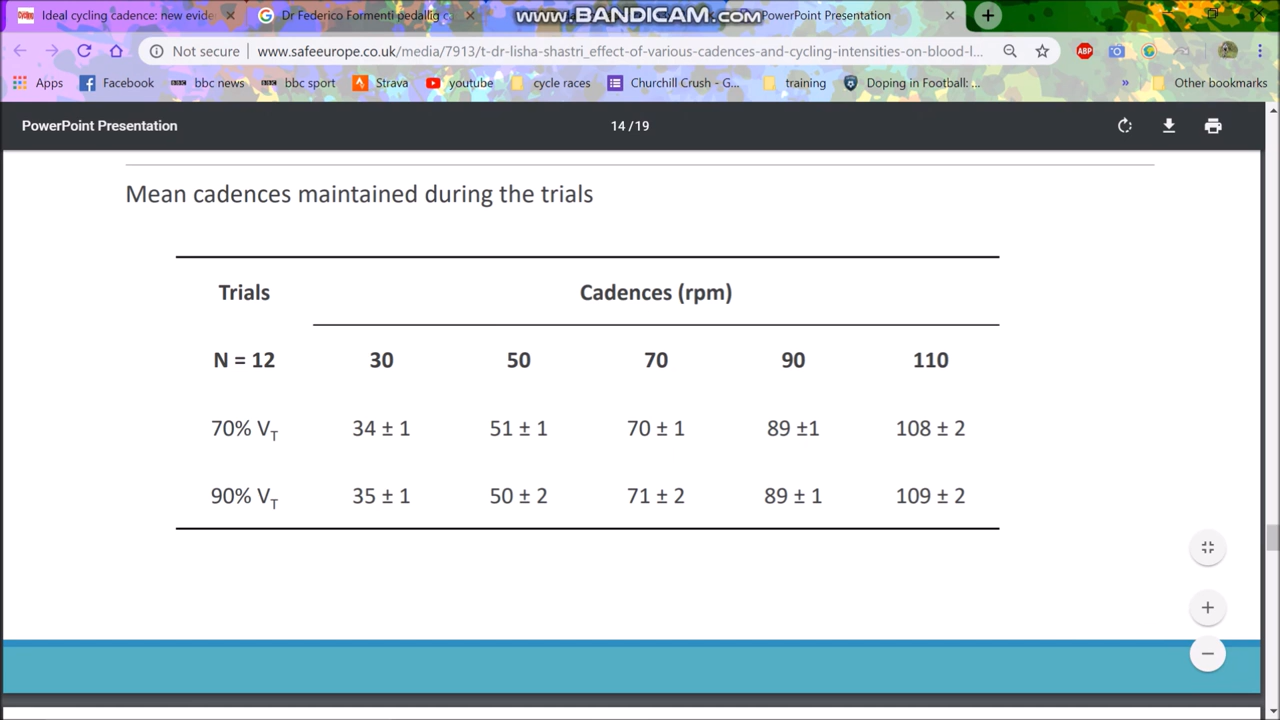 Ideal cycling cadence: new evide
Dr Federico Formenti pedallig c
www.BANDICAM.com
PowerPoint Presentation
Not secure
www.safeeurope.co.uk/media/7913/t-dr-lisha-shastri_effect-of-various-cadences-and-cycling-intensities-on-blood-l...
ABP
Apps
Facebook
bbc news
bbc sport
Strava
youtube
cycle races
Churchill Crush - G...
training
Doping in Football:...
»
Other bookmarks
PowerPoint Presentation
14 / 19
Mean cadences maintained during the trials
Trials Cadences (rpm)
N = 12 30 50 70 90 110
70% VT 34 ± 1 51 ± 1 70 ± 1 89 ±1 108 ± 2
90% VT 35 ± 1 50 ± 2 71 ± 2 89 ± 1 109 ± 2